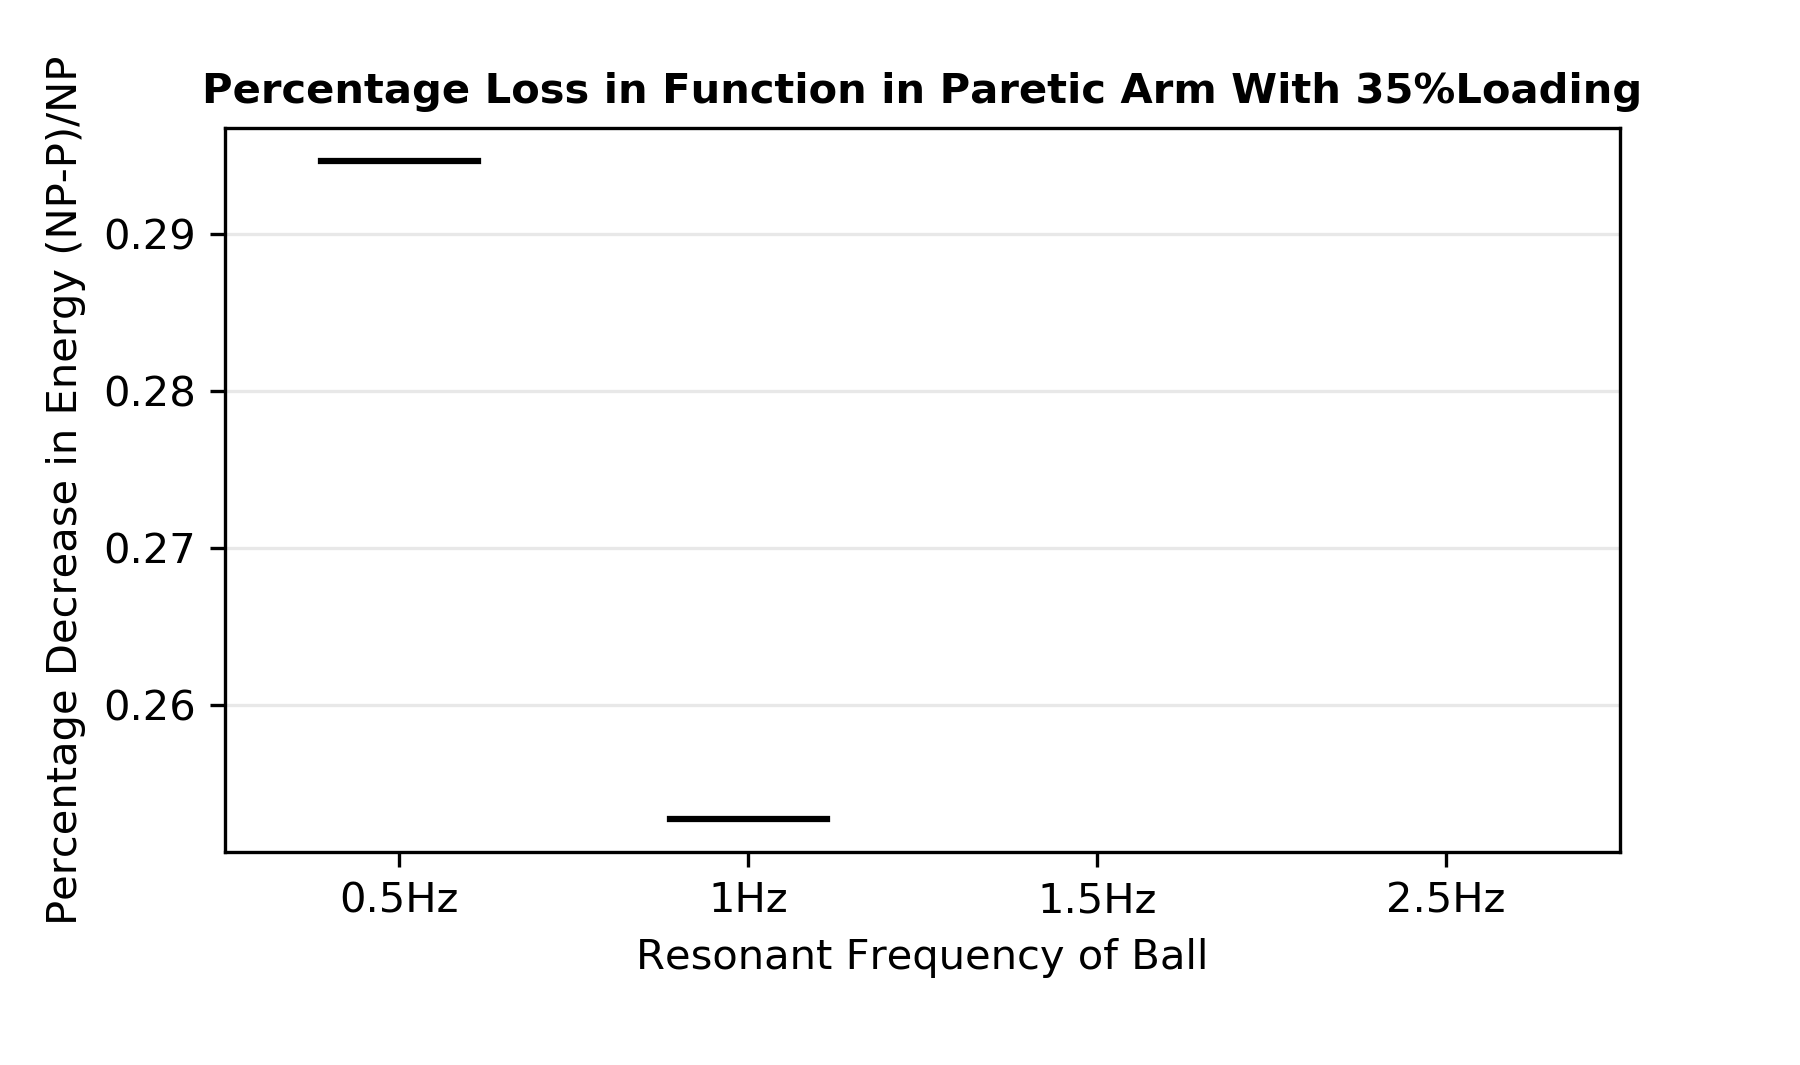 Percentage Loss in Function in Paretic Arm With 35%Loading
Percentage Decrease in Energy (NP-P)/NP
0.29
0.28
0.27
0.26
0.5Hz
1Hz
1.5Hz
2.5Hz
Resonant Frequency of Ball